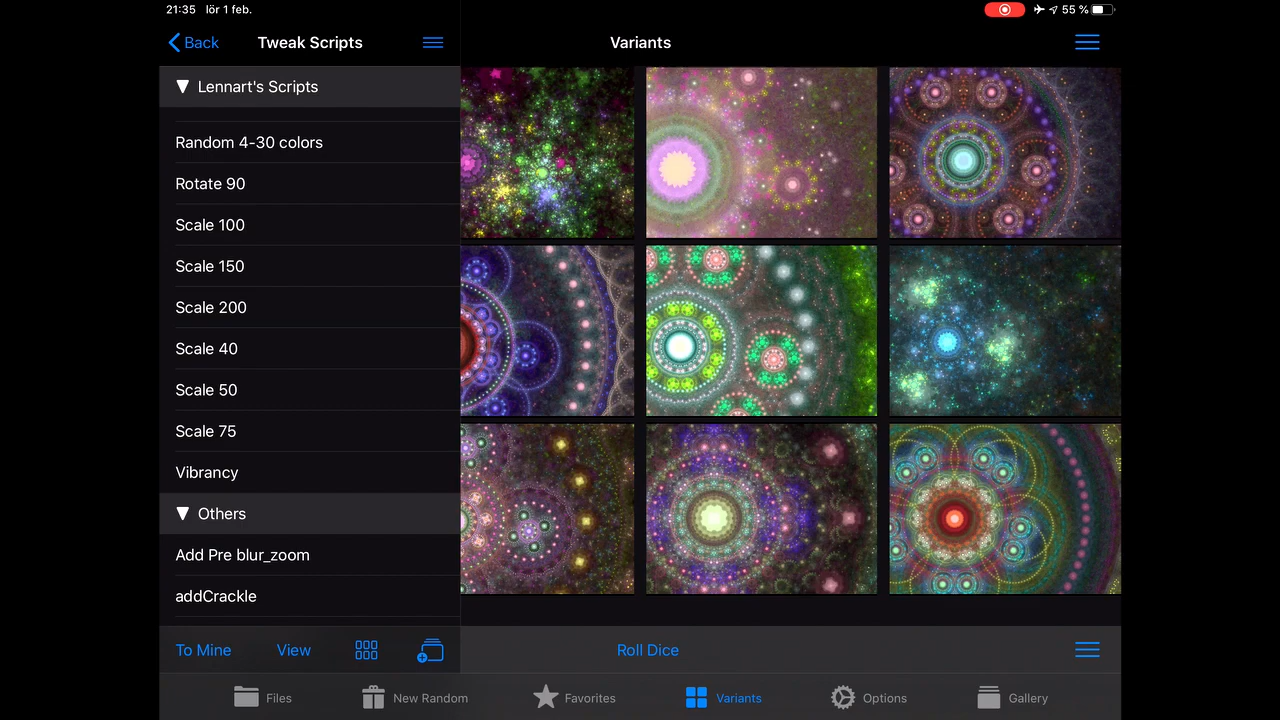 21:35 lör 1 feb.
55 %
Back
Tweak Scripts
Variants
▼ Lennart's Scripts
Random 4-30 colors
Rotate 90
Scale 100
Scale 150
Scale 200
Scale 40
Scale 50
Scale 75
Vibrancy
▼ Others
Add Pre blur_zoom
addCrackle
To Mine
View
Roll Dice
Files
New Random
Favorites
Variants
Options
Gallery